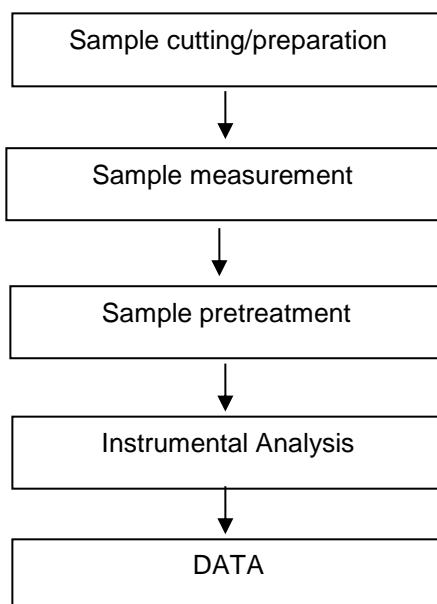 Sample cutting/preparation
Sample measurement
Sample pretreatment
Instrumental Analysis
DATA